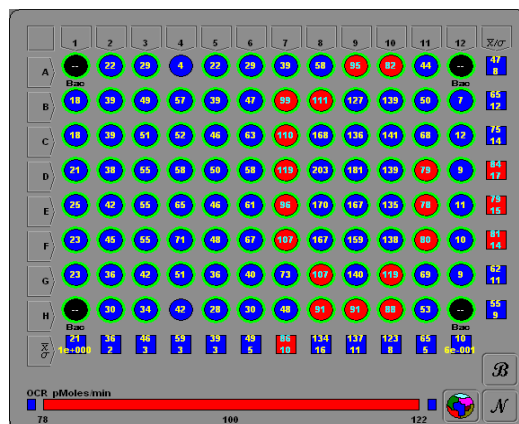 1 2 3 4 5 6 7 8 9 10 11 12 x̅/σ
A -- 22 29 4 22 29 39 58 95 82 44 -- 47
Bac Bac 8
B 18 39 49 57 39 47 99 111 127 139 50 7 65
12
C 18 39 51 52 46 63 110 168 136 141 68 12 75
14
D 21 38 55 58 50 58 119 203 181 139 79 9 84
17
E 25 42 55 65 46 61 96 170 167 135 78 11 79
15
F 23 45 55 71 48 67 107 167 159 138 80 10 81
14
G 23 36 42 51 36 40 73 107 140 119 69 9 62
11
H -- 30 34 42 28 30 48 91 91 88 53 -- 55
Bac Bac 9
x̅ 21 36 46 59 39 49 86 134 137 123 65 10
σ 1e+000 2 3 3 3 5 10 16 11 8 5 6e-001
B
OCR pMoles/min
N
78 100 122